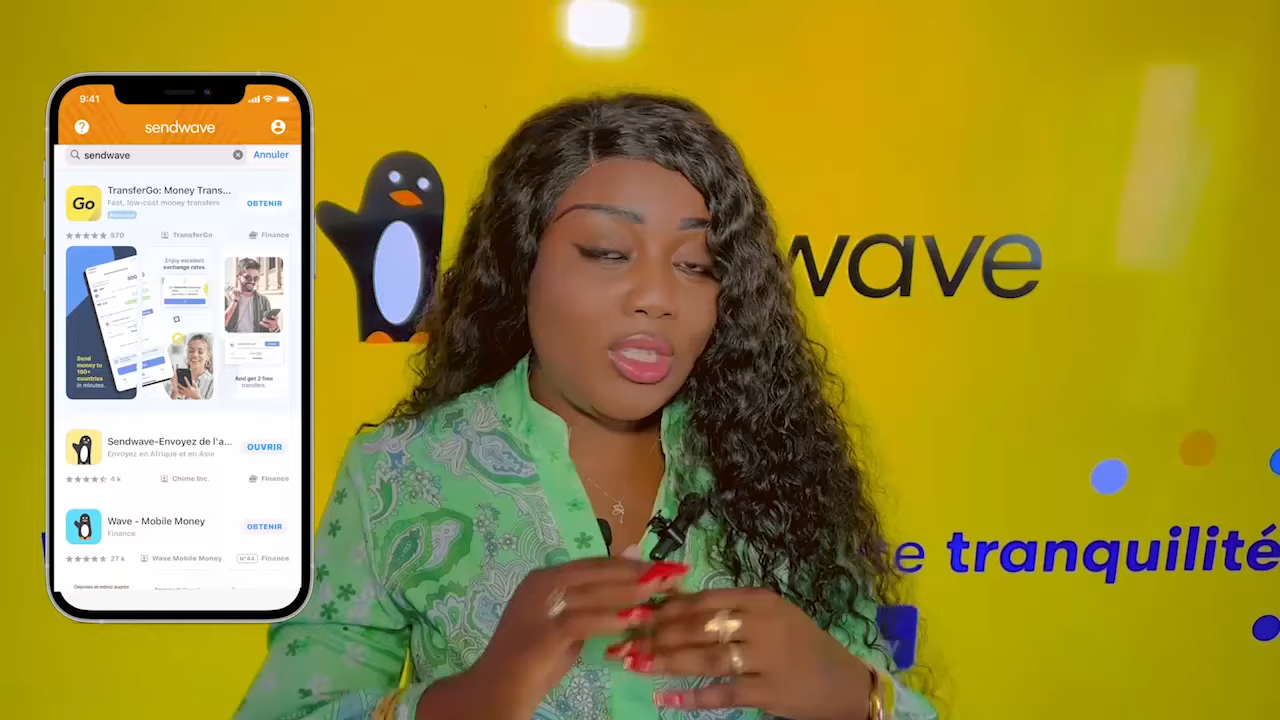 9:41
sendwave
sendwave
Annuler
Go
TransferGo: Money Trans...
Fast, low-cost money transfers
OBTENIR
570
TransferGo
Finance
Enjoy excellent
exchange rates.
Send
money to
160+
countries
in minutes.
And get 2 free
transfers.
Sendwave-Envoyez de l'a...
Envoyez en Afrique et en Asie
OUVRIR
4 k
Chime Inc.
Finance
Wave - Mobile Money
Finance
OBTENIR
27 k
Wave Mobile Money
N°44
Finance
wave
e tranquilité